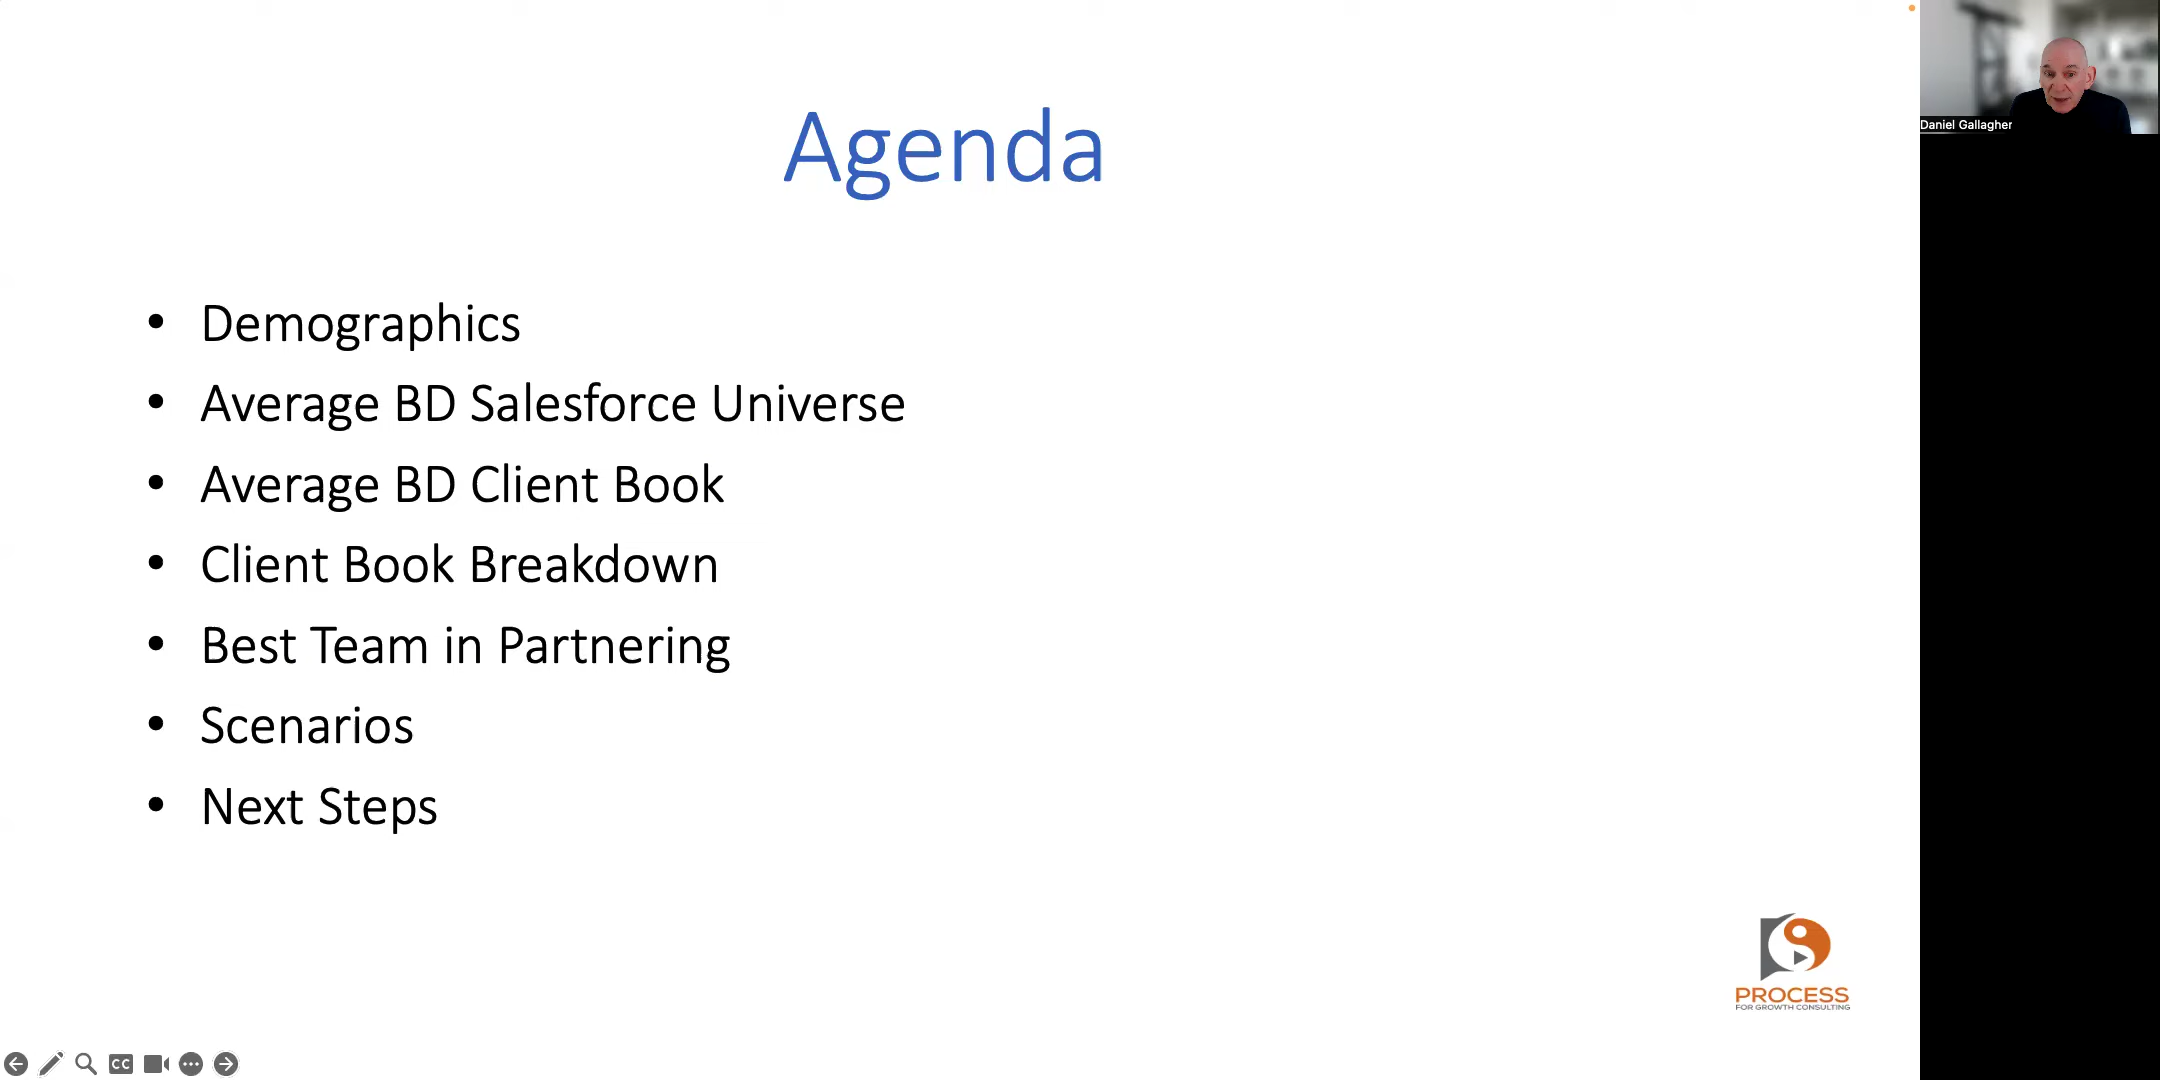 Agenda
Daniel Gallagher
• Demographics
• Average BD Salesforce Universe
• Average BD Client Book
• Client Book Breakdown
• Best Team in Partnering
• Scenarios
• Next Steps
PROCESS
FOR GROWTH CONSULTING
CC